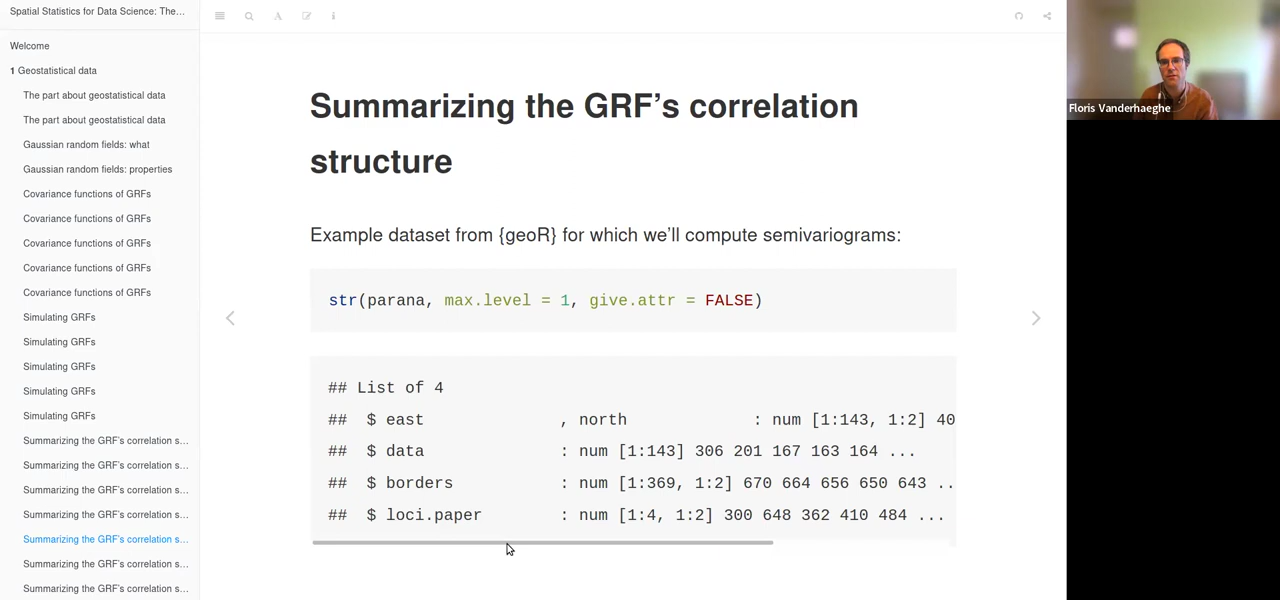 Spatial Statistics for Data Science: The...
Welcome
1 Geostatistical data
The part about geostatistical data
The part about geostatistical data
Gaussian random fields: what
Gaussian random fields: properties
Covariance functions of GRFs
Covariance functions of GRFs
Covariance functions of GRFs
Covariance functions of GRFs
Covariance functions of GRFs
Simulating GRFs
Simulating GRFs
Simulating GRFs
Simulating GRFs
Simulating GRFs
Summarizing the GRF's correlation s...
Summarizing the GRF's correlation s...
Summarizing the GRF's correlation s...
Summarizing the GRF's correlation s...
Summarizing the GRF's correlation s...
Summarizing the GRF's correlation s...
Summarizing the GRF's correlation s...
Summarizing the GRF’s correlation
structure
Example dataset from {geoR} for which we’ll compute semivariograms:
str(parana, max.level = 1, give.attr = FALSE)
## List of 4
##  $ east              , north             : num [1:143, 1:2] 40
##  $ data              : num [1:143] 306 201 167 163 164 ...
##  $ borders           : num [1:369, 1:2] 670 664 656 650 643 ..
##  $ loci.paper        : num [1:4, 1:2] 300 648 362 410 484 ...
Floris Vanderhaeghe